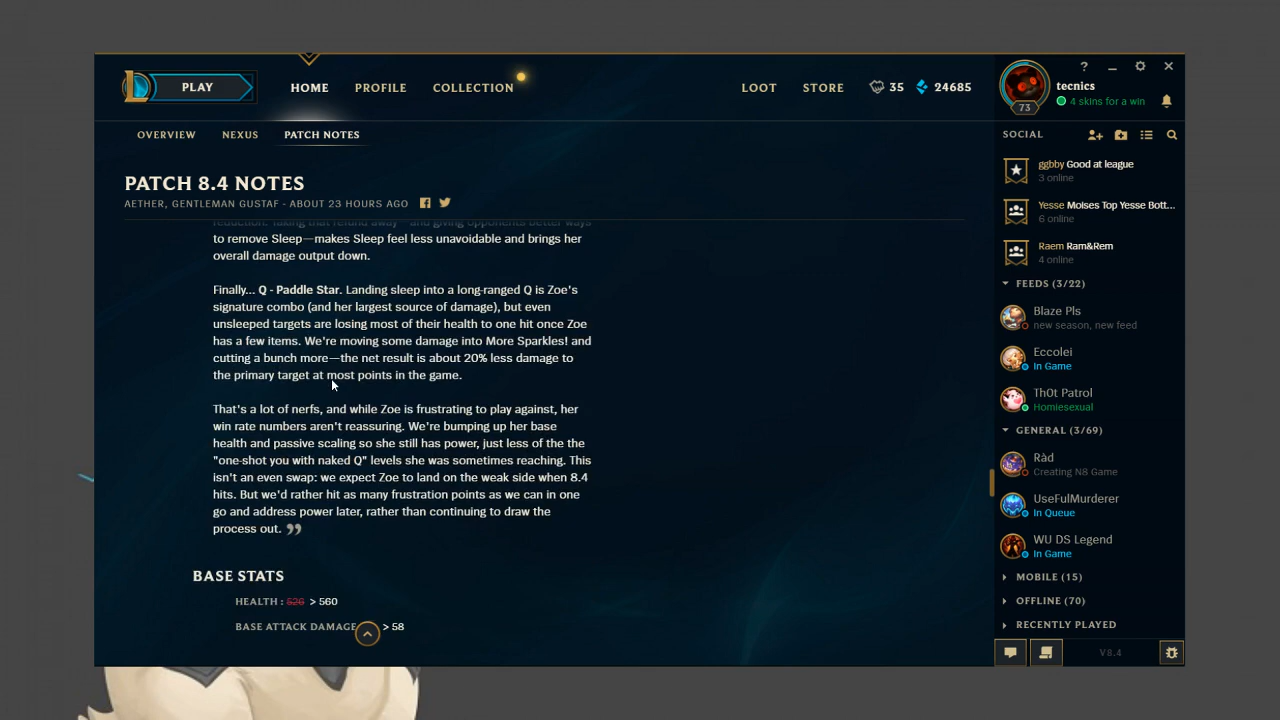 PLAY
HOME
PROFILE
COLLECTION
LOOT
STORE
35
24685
OVERVIEW
NEXUS
PATCH NOTES
PATCH 8.4 NOTES
AETHER, GENTLEMAN GUSTAF - ABOUT 23 HOURS AGO
reduction. Taking that refund away—and giving opponents better ways
to remove Sleep—makes Sleep feel less unavoidable and brings her
overall damage output down.
Finally... Q - Paddle Star. Landing sleep into a long-ranged Q is Zoe's
signature combo (and her largest source of damage), but even
unsleeped targets are losing most of their health to one hit once Zoe
has a few items. We're moving some damage into More Sparkles! and
cutting a bunch more—the net result is about 20% less damage to
the primary target at most points in the game.
That's a lot of nerfs, and while Zoe is frustrating to play against, her
win rate numbers aren't reassuring. We're bumping up her base
health and passive scaling so she still has power, just less of the the
"one-shot you with naked Q" levels she was sometimes reaching. This
isn't an even swap: we expect Zoe to land on the weak side when 8.4
hits. But we'd rather hit as many frustration points as we can in one
go and address power later, rather than continuing to draw the
process out. ”
BASE STATS
HEALTH : 526 > 560
BASE ATTACK DAMAGE > 58
?
73
tecnics
4 skins for a win
SOCIAL
ggbby Good at league
3 online
Yesse Moises Top Yesse Bott...
6 online
Raem Ram&Rem
4 online
FEEDS (3/22)
Blaze Pls
new season, new feed
Eccolei
In Game
Th0t Patrol
Homiesexual
GENERAL (3/69)
Ràd
Creating N8 Game
UseFulMurderer
In Queue
WU DS Legend
In Game
MOBILE (15)
OFFLINE (70)
RECENTLY PLAYED
V8.4